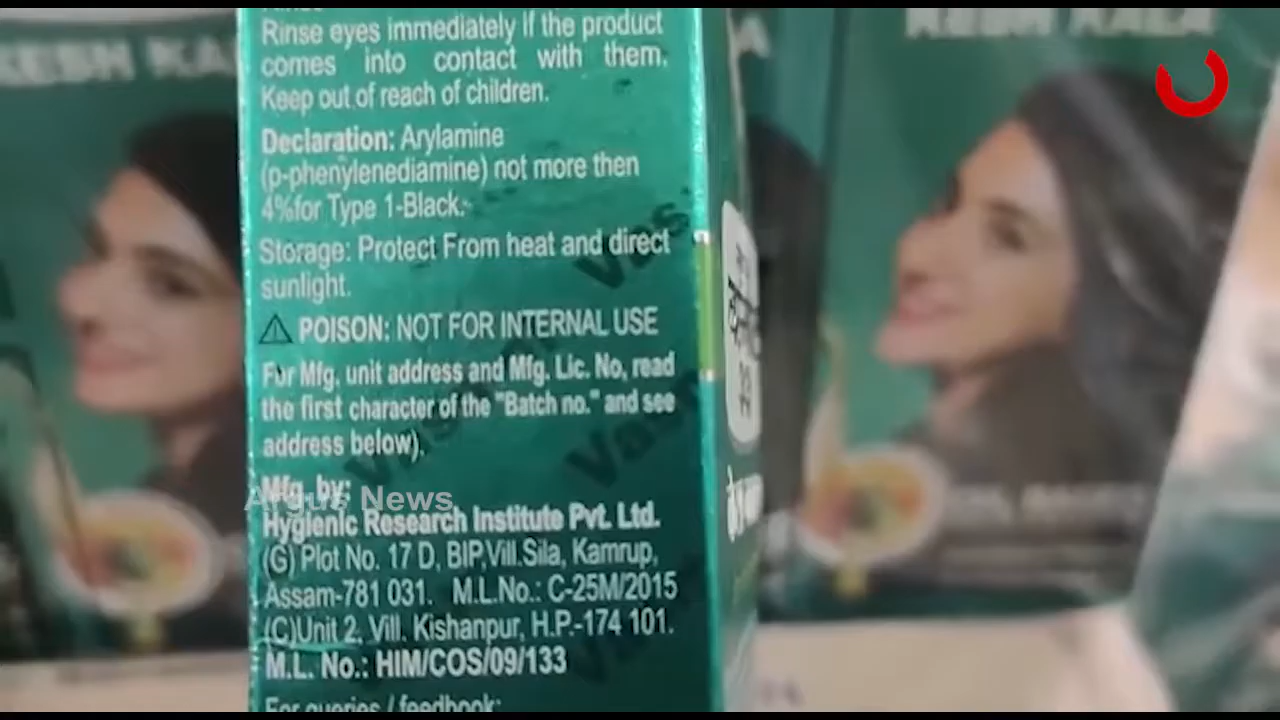 Rinse eyes immediately if the product
comes into contact with them.
Keep out of reach of children.
Declaration: Arylamine
(p-phenylenediamine) not more then
4%for Type 1-Black.
Storage: Protect From heat and direct
sunlight.
POISON: NOT FOR INTERNAL USE
For Mfg. unit address and Mfg. Lic. No, read
the first character of the "Batch no." and see
address below).
Mfg. by:
Argus News
Hygienic Research Institute Pvt. Ltd.
(G) Plot No. 17 D, BIP,Vill.Sila, Kamrup,
Assam-781 031. M.L.No.: C-25M/2015
(C)Unit 2, Vill. Kishanpur, H.P.-174 101.
M.L. No.: HIM/COS/09/133
For queries / feedback:
KESH KALA